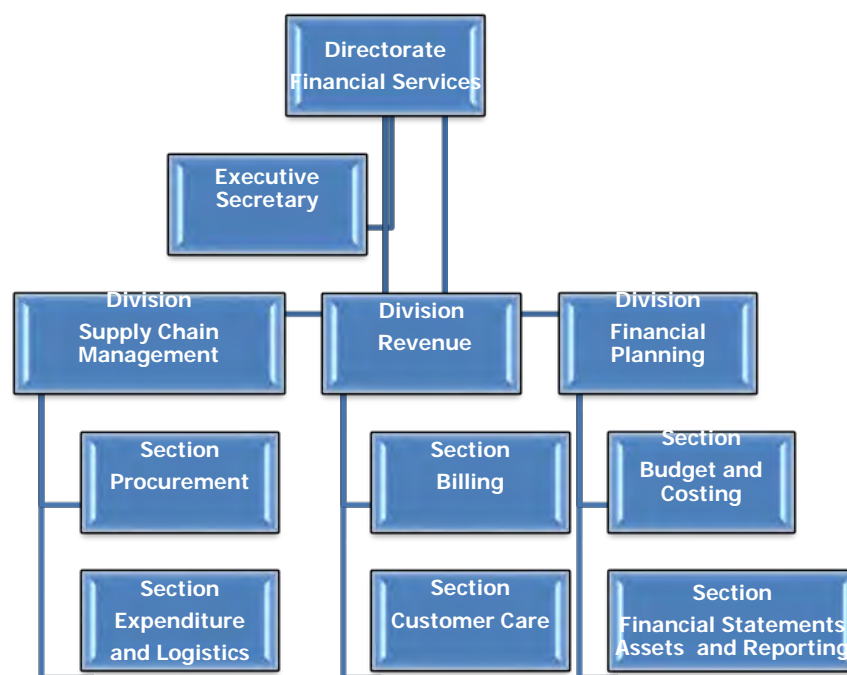 Directorate
Financial Services
Executive
Secretary
Division
Supply Chain
Management
Division
Revenue
Division
Financial
Planning
Section
Procurement
Section
Billing
Section
Budget and
Costing
Section
Expenditure
and Logistics
Section
Customer Care
Section
Financial Statements
Assets and Reporting